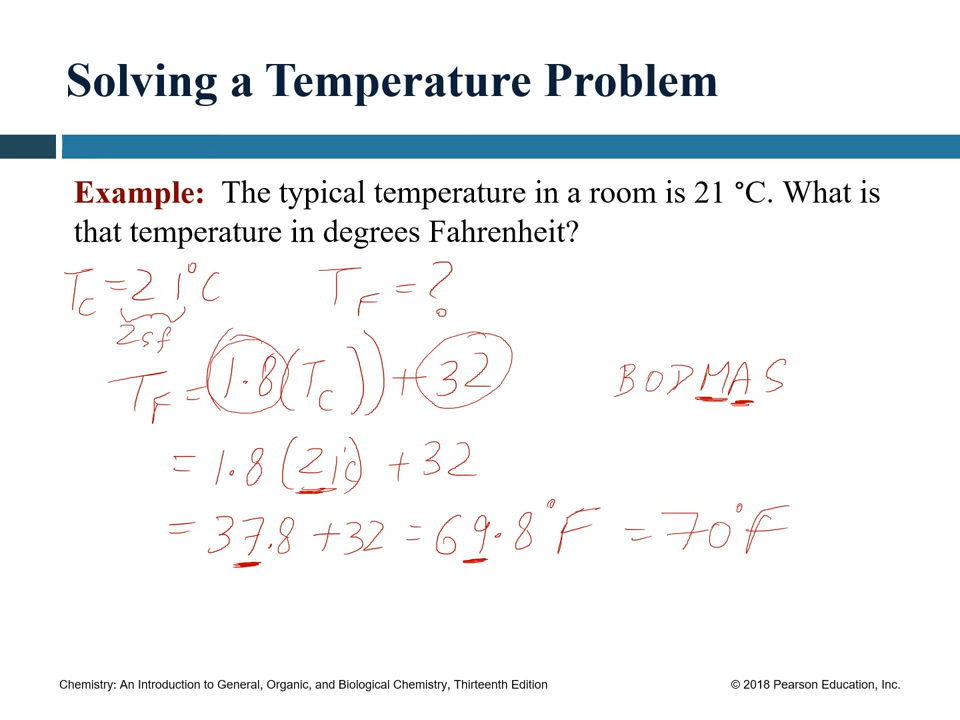 Solving a Temperature Problem
Example: The typical temperature in a room is 21 °C. What is
that temperature in degrees Fahrenheit?
T_C = 21°C T_F = ?
2sf
T_F = (1.8(T_C)) + 32 BODMAS
= 1.8(21°C) + 32
= 37.8 + 32 = 69.8°F = 70°F
Chemistry: An Introduction to General, Organic, and Biological Chemistry, Thirteenth Edition © 2018 Pearson Education, Inc.